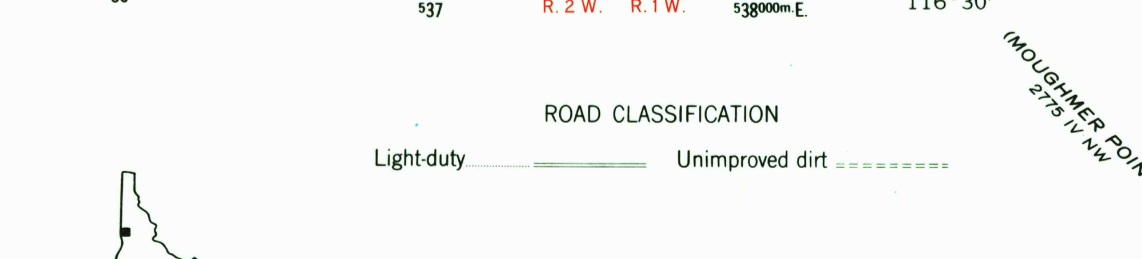 537 R. 2 W. R. 1 W. 538000m. E. 116° 30'
(MOUGHMER POIN
2775 IV NW
ROAD CLASSIFICATION
Light-duty Unimproved dirt